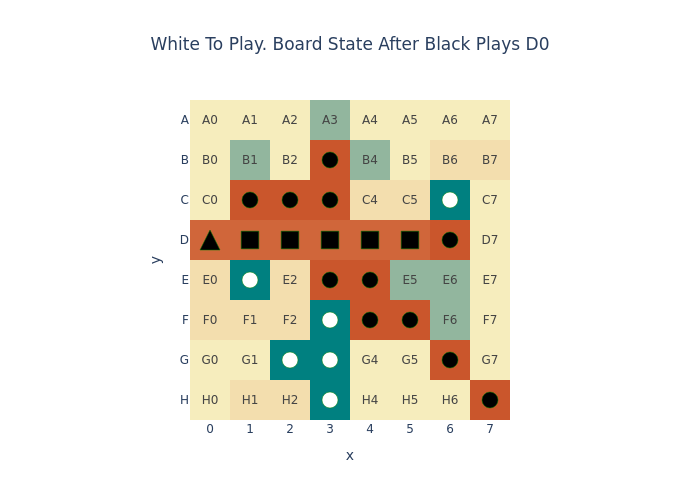 White To Play. Board State After Black Plays D0
A A0 A1 A2 A3 A4 A5 A6 A7
B B0 B1 B2 B4 B5 B6 B7
C C0 C4 C5 C7
D D7
E E0 E2 E5 E6 E7
F F0 F1 F2 F6 F7
G G0 G1 G4 G5 G7
H H0 H1 H2 H4 H5 H6
0 1 2 3 4 5 6 7
x
y